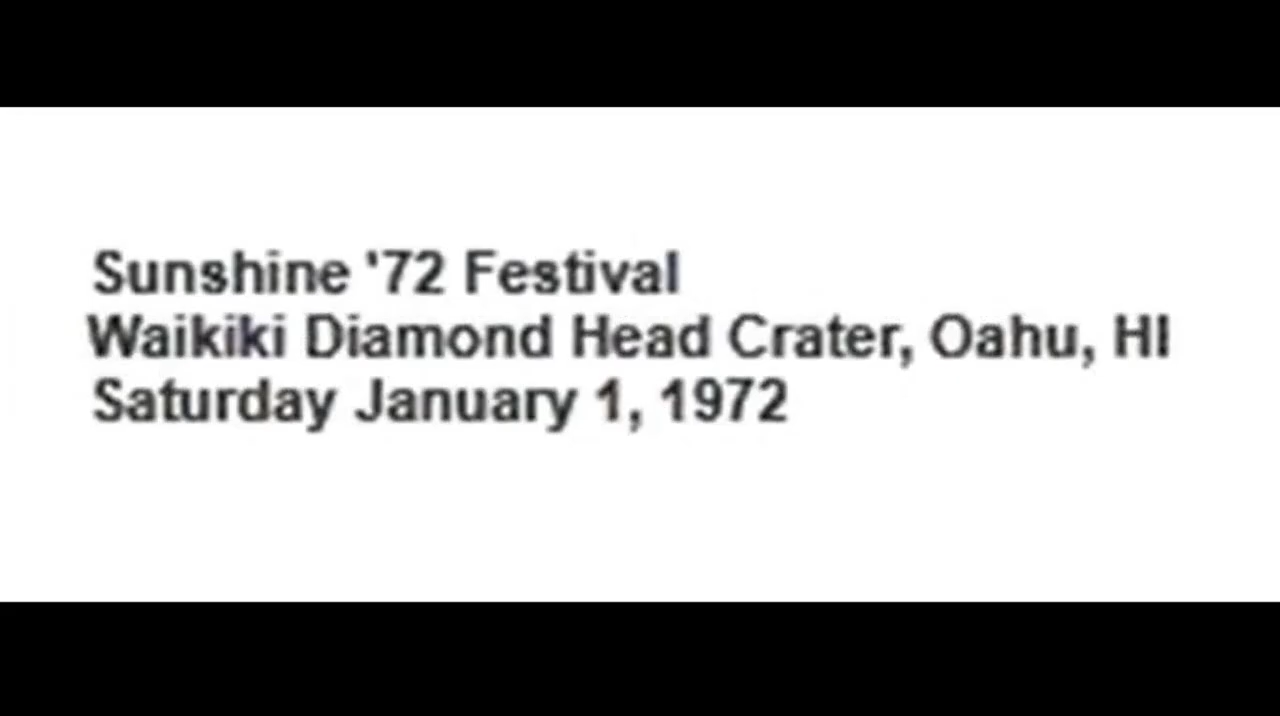 Sunshine '72 Festival
Waikiki Diamond Head Crater, Oahu, HI
Saturday January 1, 1972